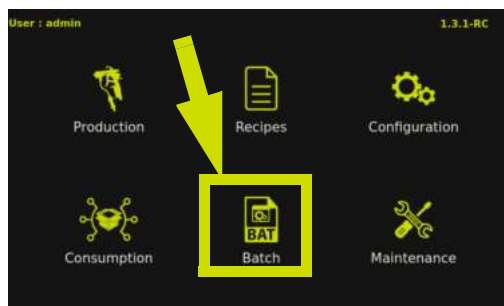 User : admin
1.3.1-RC
Production
Recipes
Configuration
BAT
Consumption
Batch
Maintenance